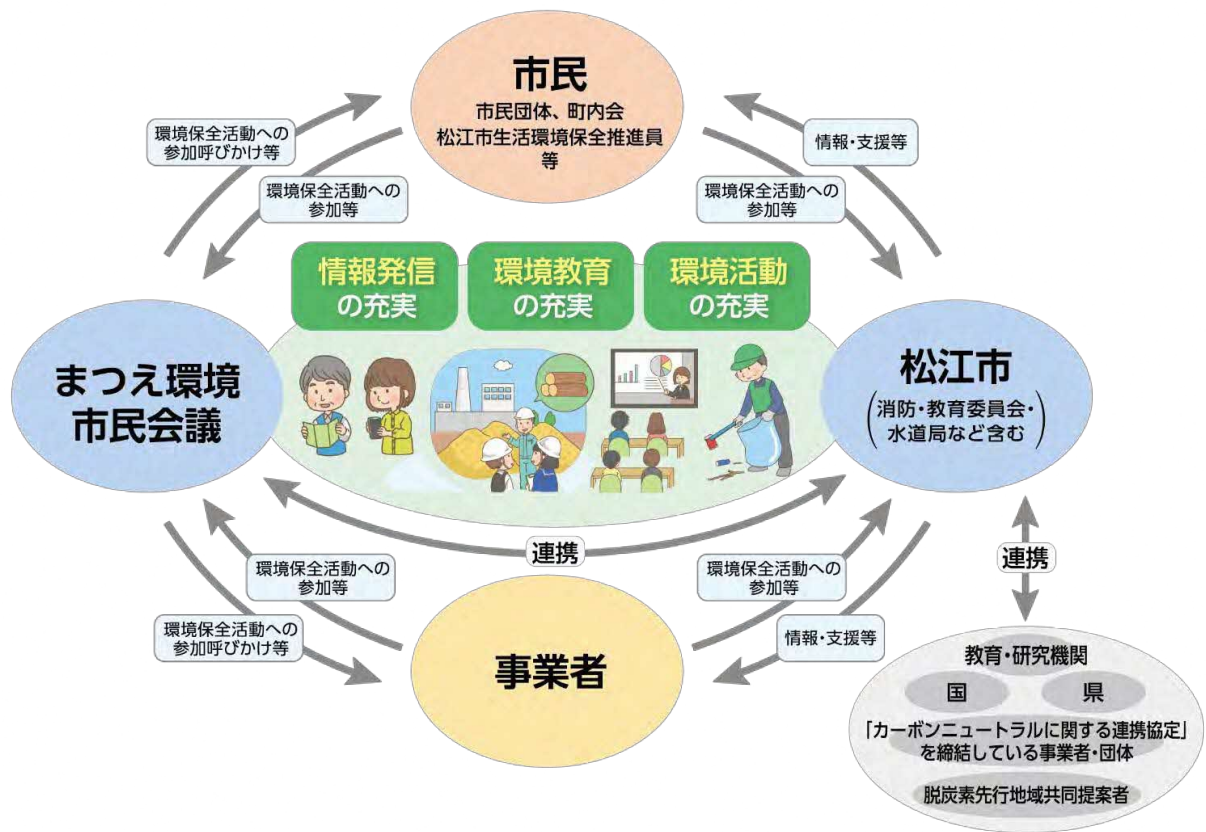 市民
市民団体、町内会
松江市生活環境保全推進員
等
環境保全活動への
参加呼びかけ等
環境保全活動への
参加等
情報・支援等
環境保全活動への
参加等
情報発信
の充実
環境教育
の充実
環境活動
の充実
まつえ環境
市民会議
松江市
(消防・教育委員会・
水道局など含む)
連携
環境保全活動への
参加等
環境保全活動への
参加呼びかけ等
環境保全活動への
参加等
情報・支援等
連携
事業者
教育・研究機関
国
県
「カーボンニュートラルに関する連携協定」
を締結している事業者・団体
脱炭素先行地域共同提案者